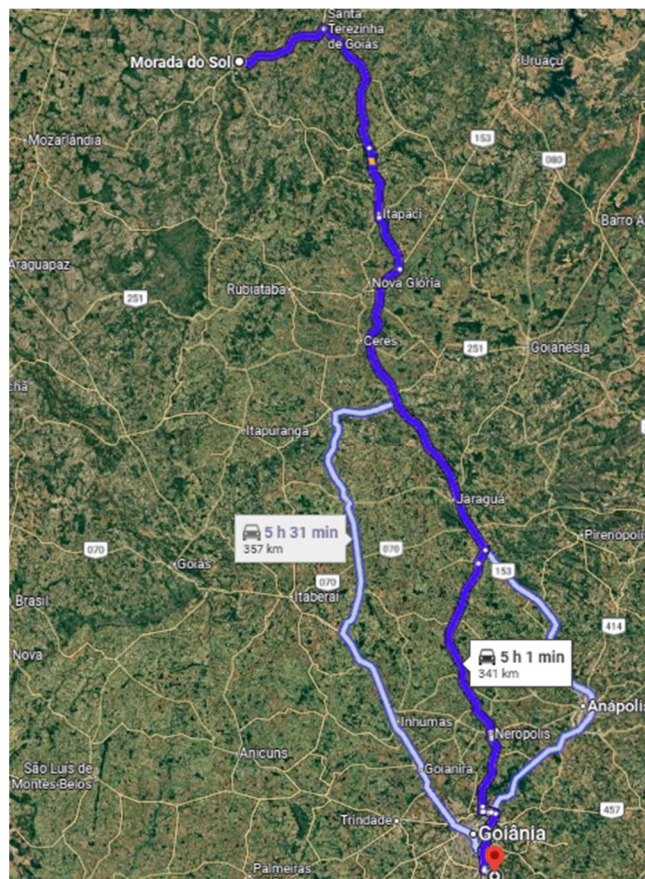 Santa
Terezinha
de Goiás
Morada do Sol
Uruaçu
Mozarlândia
153
080
Itapaci
Barro A
Araguapaz
Nova Glória
Rubiataba
251
Ceres
251
Goianésia
chã
Itapuranga
Jaraguá
5 h 31 min
357 km
070
070
Pirenópolis
Goiás
153
070
Brasil
Itaberaí
414
Nova
5 h 1 min
341 km
Anápolis
Inhumas
Nerópolis
Anicuns
Goianira
São Luís de
Montes Belos
457
Trindade
Goiânia
Palmeiras